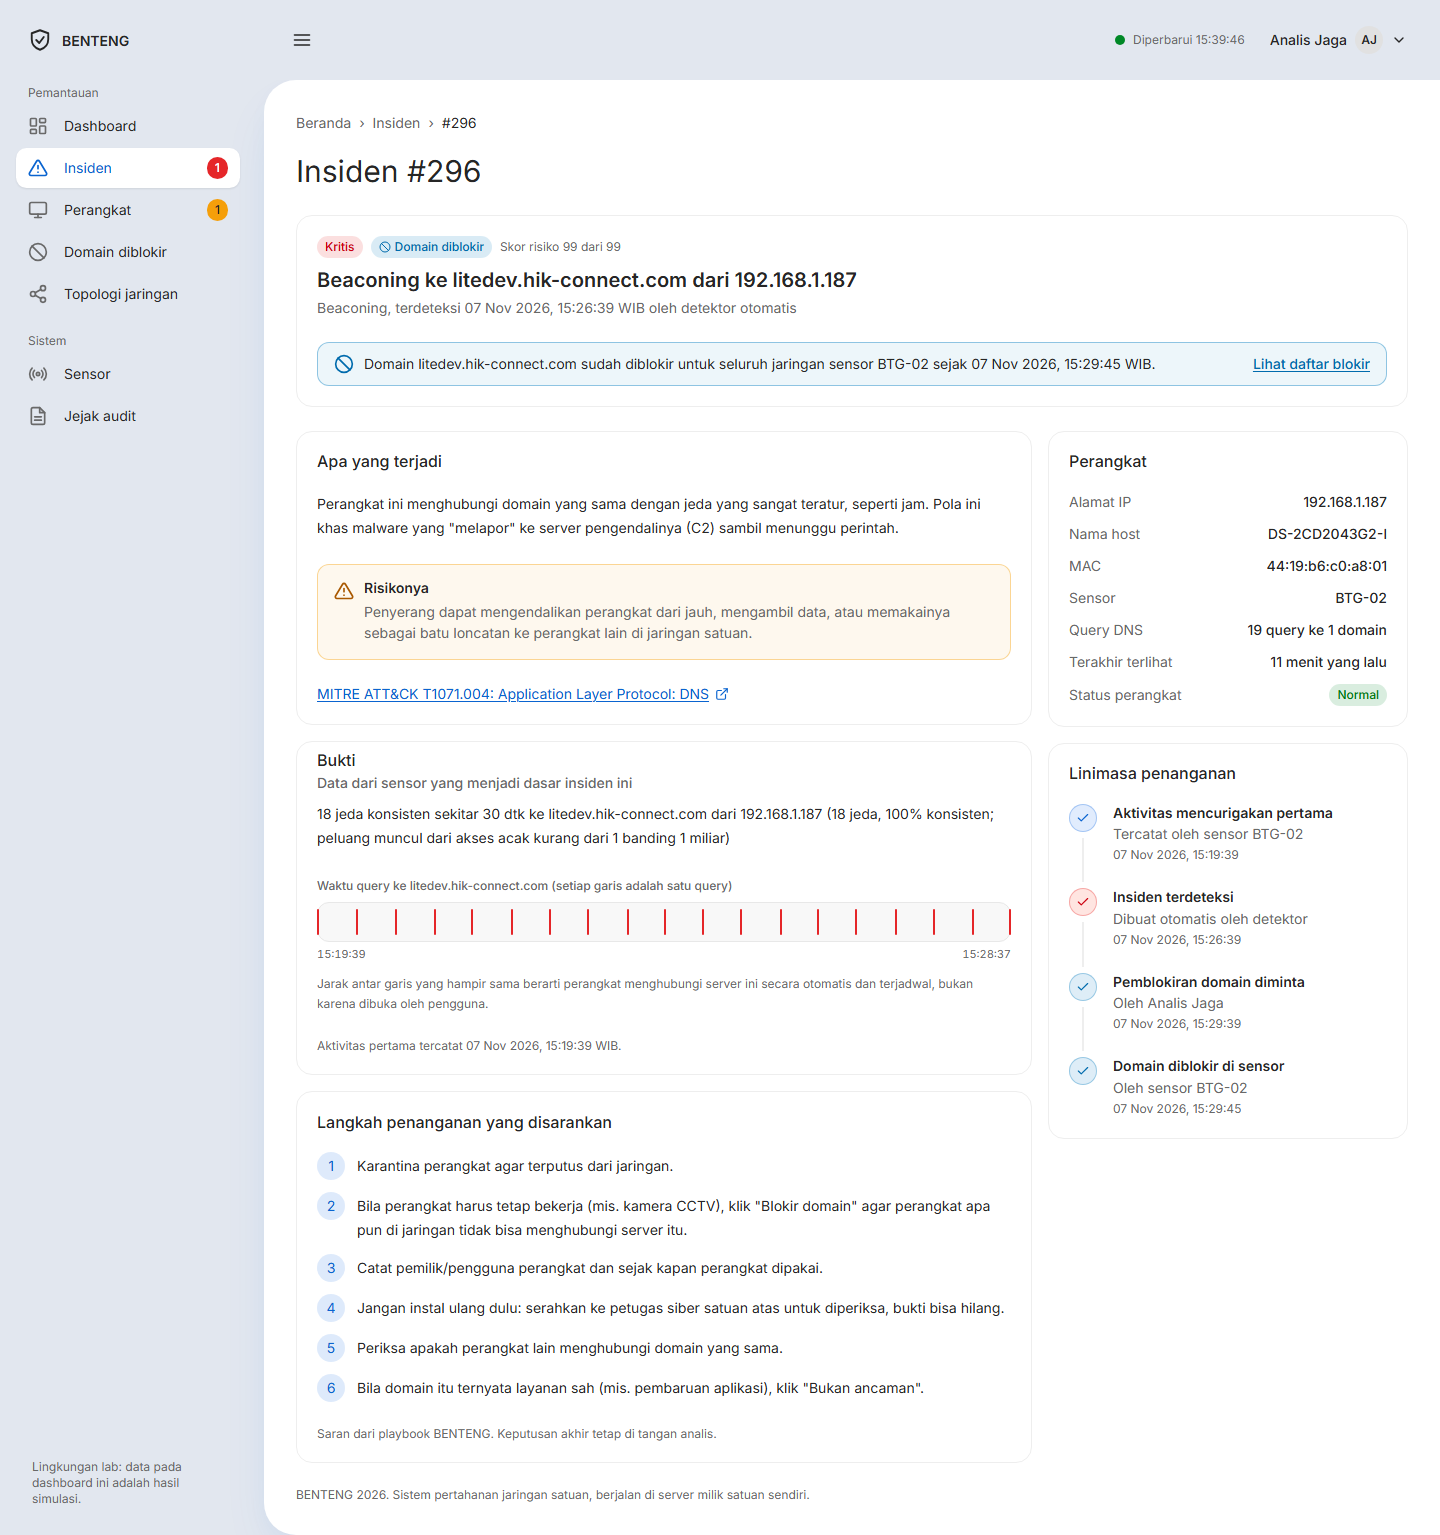 BENTENG
Diperbarui 15:39:46
Analis Jaga
AJ
Pemantauan
Dashboard
Insiden
1
Perangkat
1
Domain diblokir
Topologi jaringan
Sistem
Sensor
Jejak audit
Lingkungan lab: data pada
dashboard ini adalah hasil
simulasi.
Beranda › Insiden › #296
Insiden #296
Kritis
Domain diblokir
Skor risiko 99 dari 99
Beaconing ke litedev.hik-connect.com dari 192.168.1.187
Beaconing, terdeteksi 07 Nov 2026, 15:26:39 WIB oleh detektor otomatis
Domain litedev.hik-connect.com sudah diblokir untuk seluruh jaringan sensor BTG-02 sejak 07 Nov 2026, 15:29:45 WIB.
Lihat daftar blokir
Apa yang terjadi
Perangkat ini menghubungi domain yang sama dengan jeda yang sangat teratur, seperti jam. Pola ini
khas malware yang "melapor" ke server pengendalinya (C2) sambil menunggu perintah.
Risikonya
Penyerang dapat mengendalikan perangkat dari jauh, mengambil data, atau memakainya
sebagai batu loncatan ke perangkat lain di jaringan satuan.
MITRE ATT&CK T1071.004: Application Layer Protocol: DNS
Bukti
Data dari sensor yang menjadi dasar insiden ini
18 jeda konsisten sekitar 30 dtk ke litedev.hik-connect.com dari 192.168.1.187 (18 jeda, 100% konsisten;
peluang muncul dari akses acak kurang dari 1 banding 1 miliar)
Waktu query ke litedev.hik-connect.com (setiap garis adalah satu query)
15:19:39
15:28:37
Jarak antar garis yang hampir sama berarti perangkat menghubungi server ini secara otomatis dan terjadwal, bukan
karena dibuka oleh pengguna.
Aktivitas pertama tercatat 07 Nov 2026, 15:19:39 WIB.
Langkah penanganan yang disarankan
1 Karantina perangkat agar terputus dari jaringan.
2 Bila perangkat harus tetap bekerja (mis. kamera CCTV), klik "Blokir domain" agar perangkat apa
pun di jaringan tidak bisa menghubungi server itu.
3 Catat pemilik/pengguna perangkat dan sejak kapan perangkat dipakai.
4 Jangan instal ulang dulu: serahkan ke petugas siber satuan atas untuk diperiksa, bukti bisa hilang.
5 Periksa apakah perangkat lain menghubungi domain yang sama.
6 Bila domain itu ternyata layanan sah (mis. pembaruan aplikasi), klik "Bukan ancaman".
Saran dari playbook BENTENG. Keputusan akhir tetap di tangan analis.
Perangkat
Alamat IP 192.168.1.187
Nama host DS-2CD2043G2-I
MAC 44:19:b6:c0:a8:01
Sensor BTG-02
Query DNS 19 query ke 1 domain
Terakhir terlihat 11 menit yang lalu
Status perangkat Normal
Linimasa penanganan
Aktivitas mencurigakan pertama
Tercatat oleh sensor BTG-02
07 Nov 2026, 15:19:39
Insiden terdeteksi
Dibuat otomatis oleh detektor
07 Nov 2026, 15:26:39
Pemblokiran domain diminta
Oleh Analis Jaga
07 Nov 2026, 15:29:39
Domain diblokir di sensor
Oleh sensor BTG-02
07 Nov 2026, 15:29:45
BENTENG 2026. Sistem pertahanan jaringan satuan, berjalan di server milik satuan sendiri.